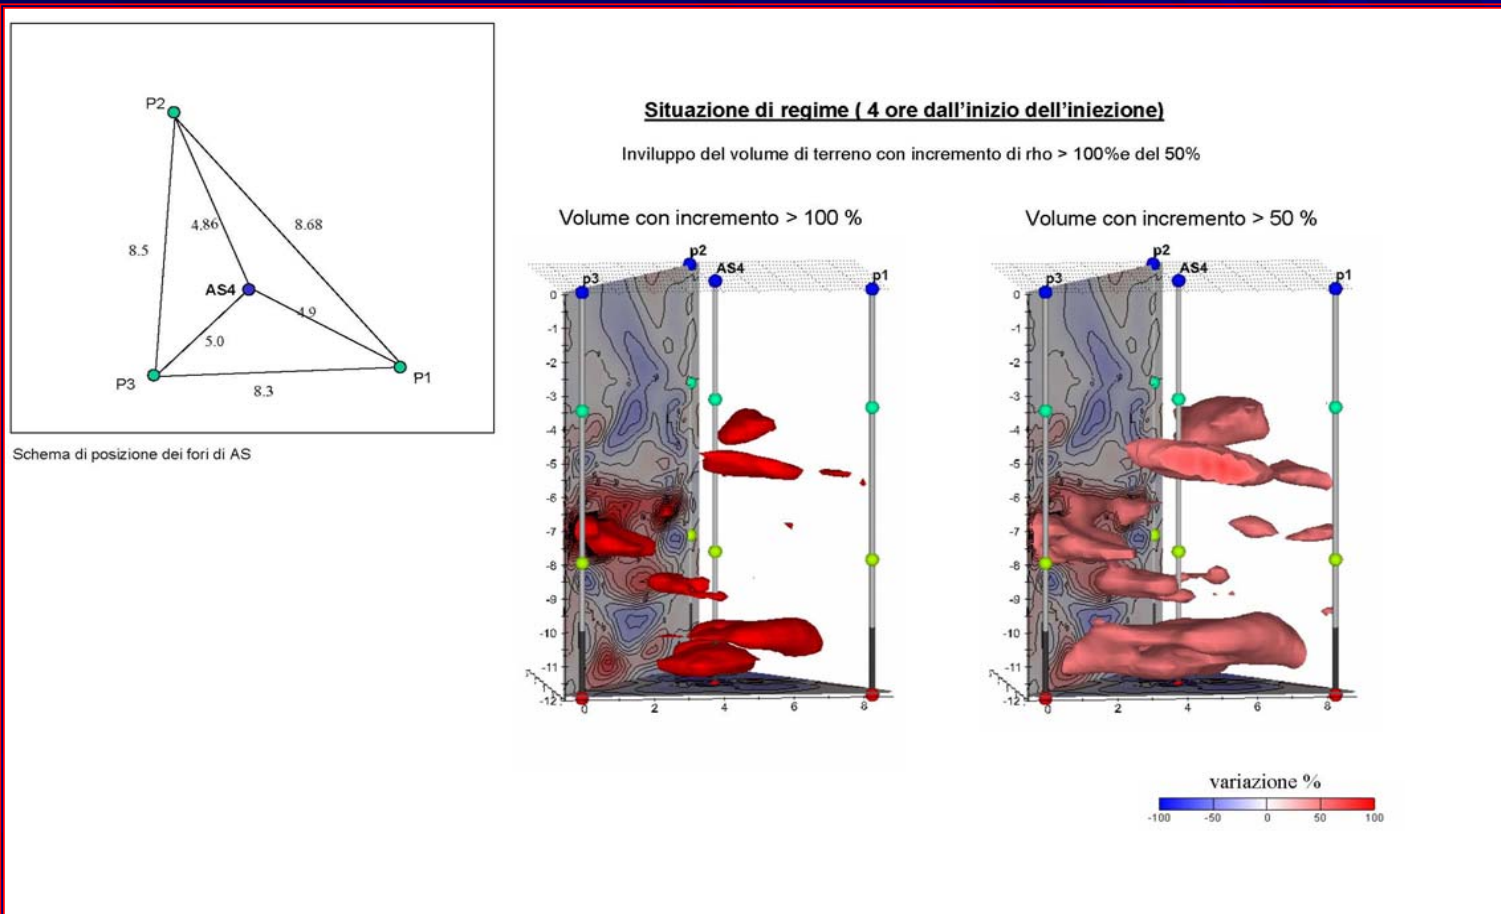 P2
8.5
4.86
8.68
AS4
4.9
5.0
P3
8.3
P1
Schema di posizione dei fori di AS
Situazione di regime ( 4 ore dall'inizio dell'iniezione)
Inviluppo del volume di terreno con incremento di rho > 100%e del 50%
Volume con incremento > 100 %
p2
AS4
p3
p1
0
-1
-2
-3
-4
-5
-6
-7
-8
-9
-10
-11
-12
0 2 4 6 8
Volume con incremento > 50 %
p2
AS4
p3
p1
0
-1
-2
-3
-4
-5
-6
-7
-8
-9
-10
-11
-12
0 2 4 6 8
variazione %
-100 -50 0 50 100